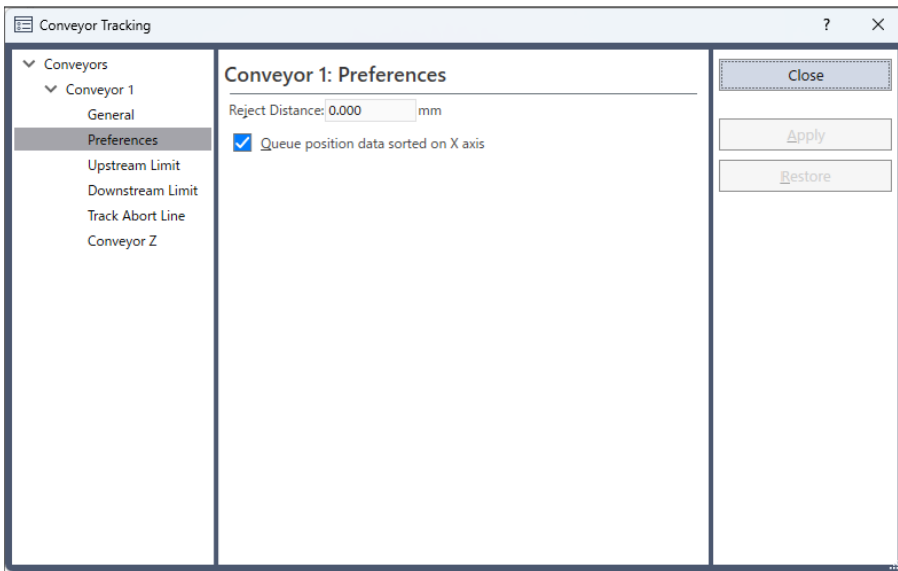 Conveyor Tracking
?
Conveyors
Conveyor 1
General
Preferences
Upstream Limit
Downstream Limit
Track Abort Line
Conveyor Z
Conveyor 1: Preferences
Reject Distance: 0.000 mm
Queue position data sorted on X axis
Close
Apply
Restore